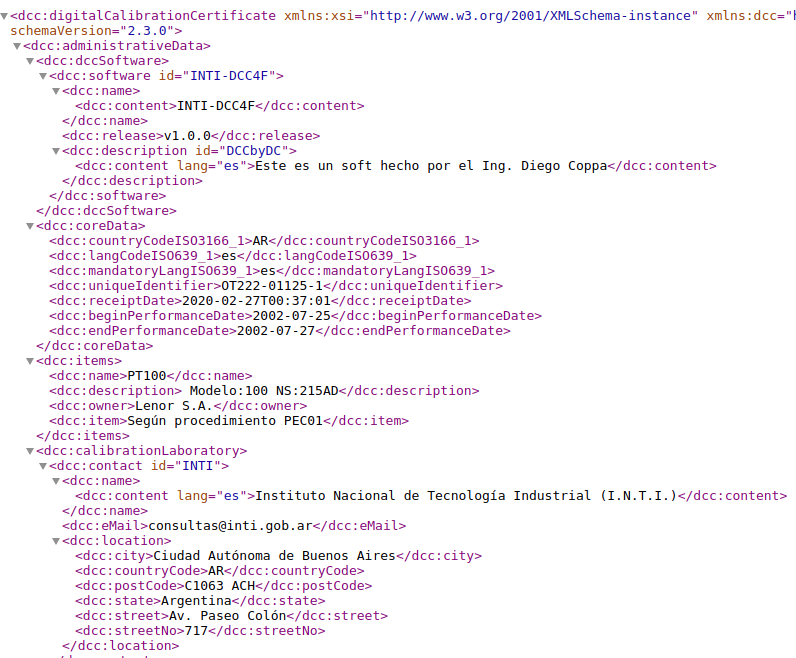 <dcc:digitalCalibrationCertificate xmlns:xsi="http://www.w3.org/2001/XMLSchema-instance" xmlns:dcc="h
schemaVersion="2.3.0">
<dcc:administrativeData>
<dcc:dccSoftware>
<dcc:software id="INTI-DCC4F">
<dcc:name>
<dcc:content>INTI-DCC4F</dcc:content>
</dcc:name>
<dcc:release>v1.0.0</dcc:release>
<dcc:description id="DCCbyDC">
<dcc:content lang="es">Este es un soft hecho por el Ing. Diego Coppa</dcc:content>
</dcc:description>
</dcc:software>
</dcc:dccSoftware>
<dcc:coreData>
<dcc:countryCodeISO3166_1>AR</dcc:countryCodeISO3166_1>
<dcc:langCodeISO639_1>es</dcc:langCodeISO639_1>
<dcc:mandatoryLangISO639_1>es</dcc:mandatoryLangISO639_1>
<dcc:uniqueIdentifier>OT222-01125-1</dcc:uniqueIdentifier>
<dcc:receiptDate>2020-02-27T00:37:01</dcc:receiptDate>
<dcc:beginPerformanceDate>2002-07-25</dcc:beginPerformanceDate>
<dcc:endPerformanceDate>2002-07-27</dcc:endPerformanceDate>
</dcc:coreData>
<dcc:items>
<dcc:name>PT100</dcc:name>
<dcc:description> Modelo:100 NS:215AD</dcc:description>
<dcc:owner>Lenor S.A.</dcc:owner>
<dcc:item>Según procedimiento PEC01</dcc:item>
</dcc:items>
<dcc:calibrationLaboratory>
<dcc:contact id="INTI">
<dcc:name>
<dcc:content lang="es">Instituto Nacional de Tecnología Industrial (I.N.T.I.)</dcc:content>
</dcc:name>
<dcc:eMail>consultas@inti.gob.ar</dcc:eMail>
<dcc:location>
<dcc:city>Ciudad Autónoma de Buenos Aires</dcc:city>
<dcc:countryCode>AR</dcc:countryCode>
<dcc:postCode>C1063 ACH</dcc:postCode>
<dcc:state>Argentina</dcc:state>
<dcc:street>Av. Paseo Colón</dcc:street>
<dcc:streetNo>717</dcc:streetNo>
</dcc:location>